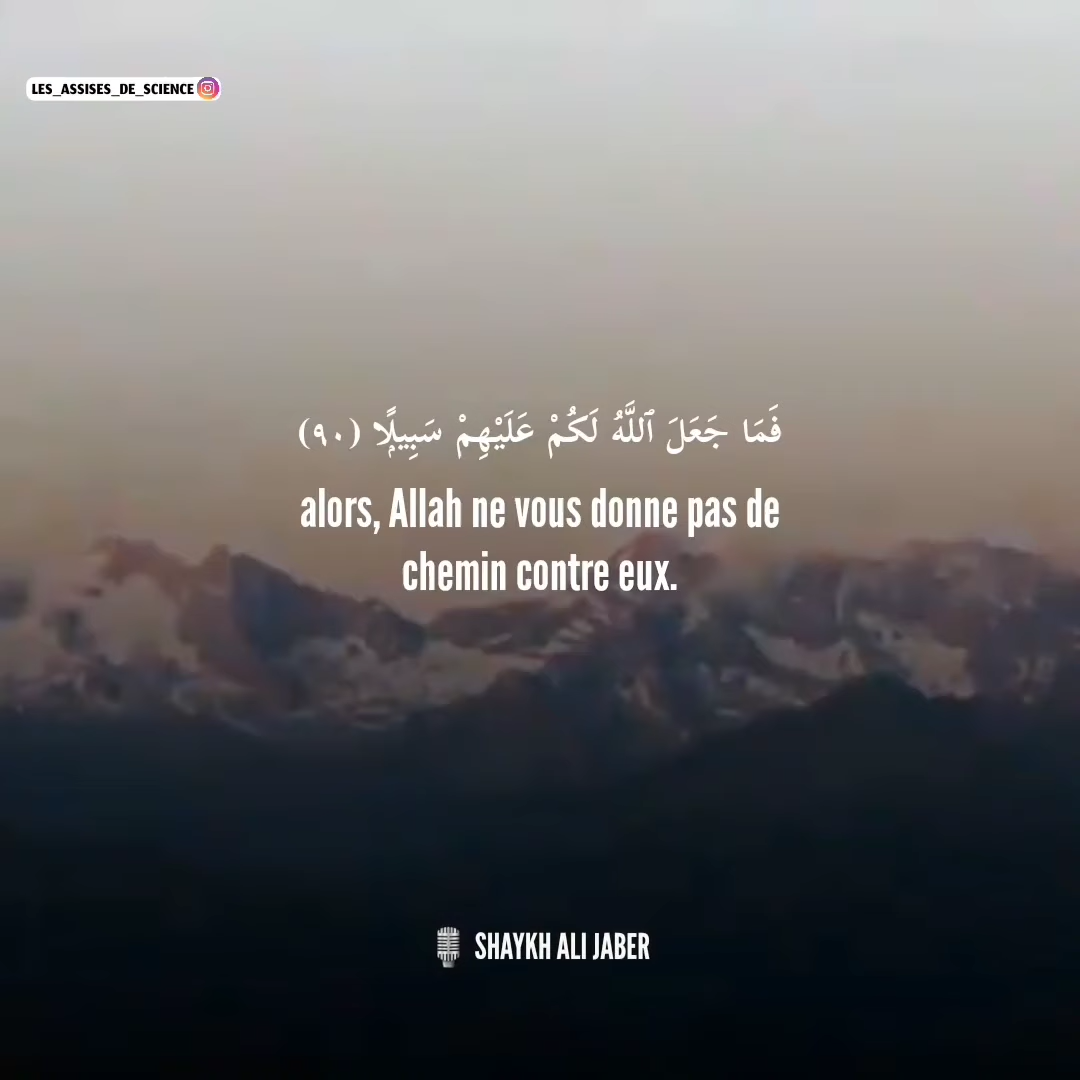 LES_ASSISES_DE_SCIENCE
فَمَا جَعَلَ ٱللَّهُ لَكُمْ عَلَيْهِمْ سَبِيلًۭا (٩٠)
alors, Allah ne vous donne pas de
chemin contre eux.
SHAYKH ALI JABER